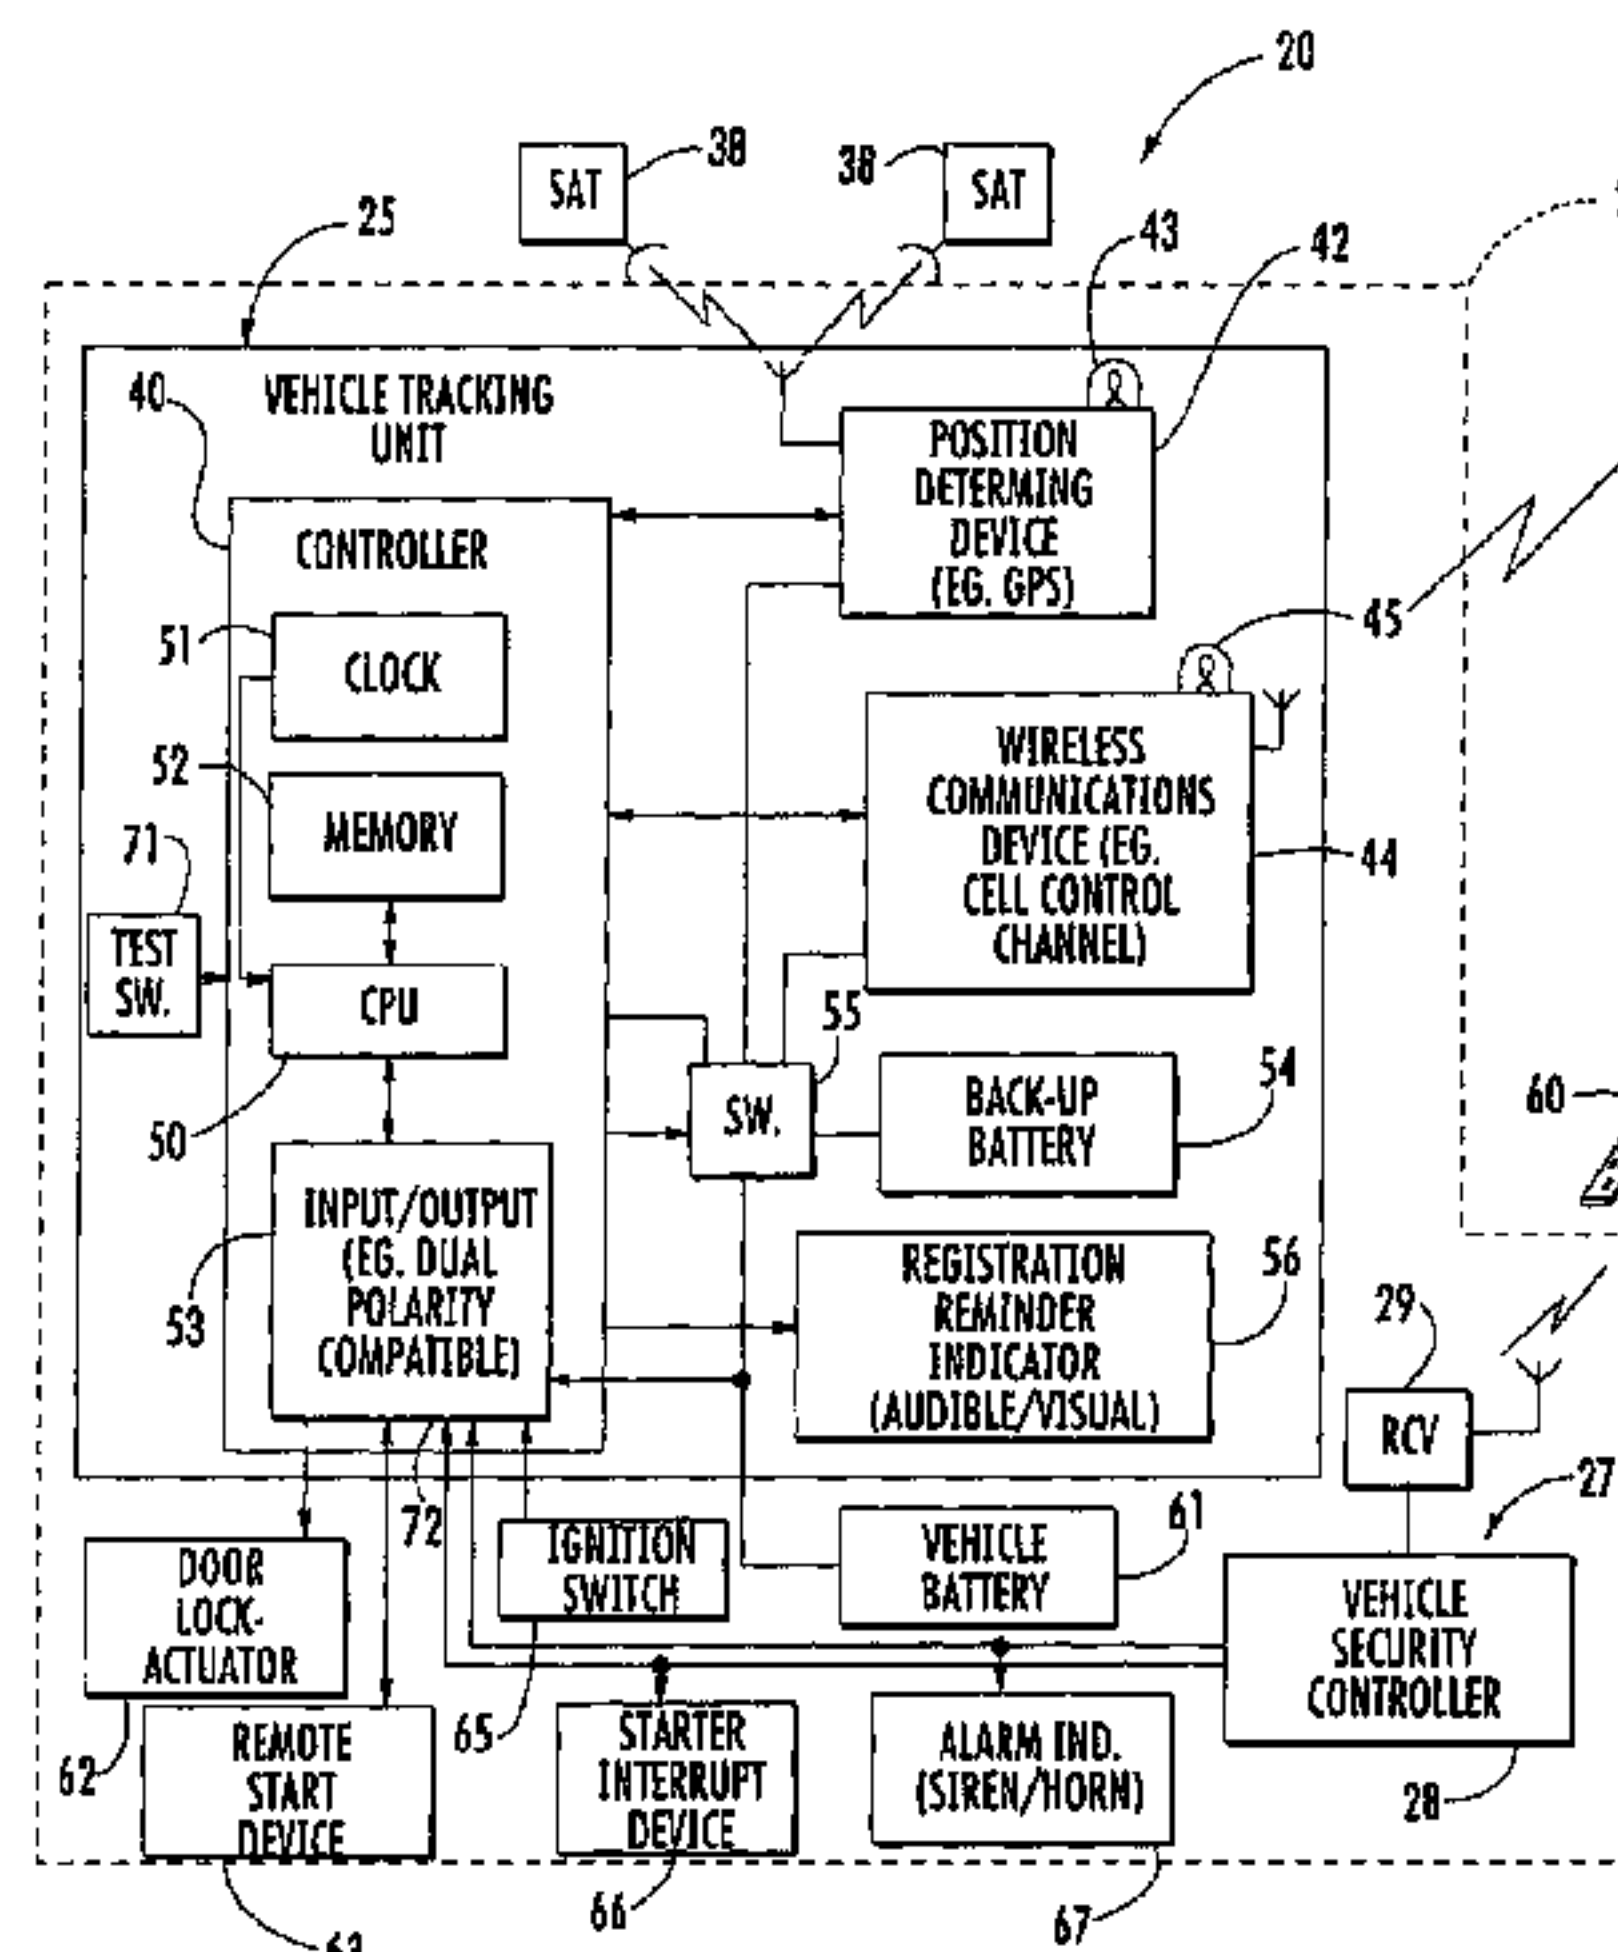 20
38
SAT
38
SAT
43
42
25
40
VEHICLE TRACKING
UNIT
POSITION
DETERMING
DEVICE
(EG. GPS)
CONTROLLER
51
CLOCK
45
52
MEMORY
WIRELESS
COMMUNICATIONS
DEVICE (EG.
CELL CONTROL
CHANNEL)
44
71
TEST
SW.
CPU
50
55
SW.
BACK-UP
BATTERY
54
60
INPUT/OUTPUT
(EG. DUAL
POLARITY
COMPATIBLE)
53
REGISTRATION
REMINDER
INDICATOR
(AUDIBLE/VISUAL)
56
29
RCV
27
72
IGNITION
SWITCH
65
VEHICLE
BATTERY
61
DOOR
LOCK-
ACTUATOR
62
VEHICLE
SECURITY
CONTROLLER
28
REMOTE
START
DEVICE
STARTER
INTERRUPT
DEVICE
66
ALARM IND.
(SIREN/HORN)
67